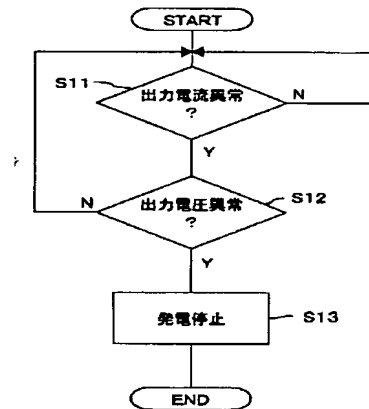 START
S11
出力電流異常
?
N
Y
出力電圧異常
?
S12
N
Y
発電停止
S13
END